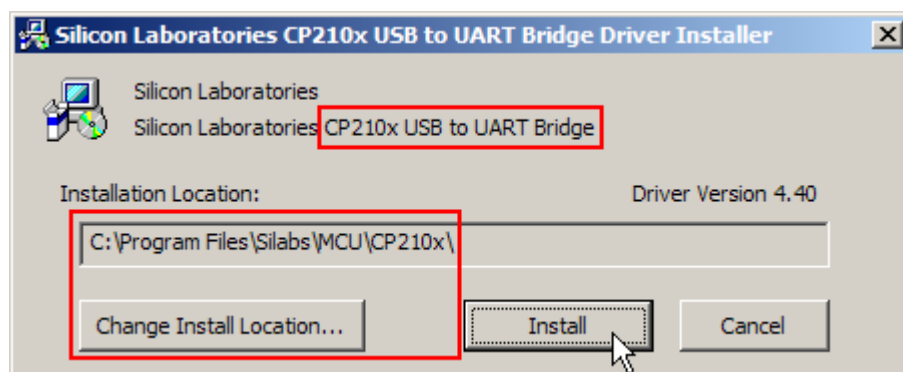 Silicon Laboratories CP210x USB to UART Bridge Driver Installer
Silicon Laboratories
Silicon Laboratories CP210x USB to UART Bridge
Installation Location: Driver Version 4.40
C:\Program Files\Silabs\MCU\CP210x\
Change Install Location... Install Cancel